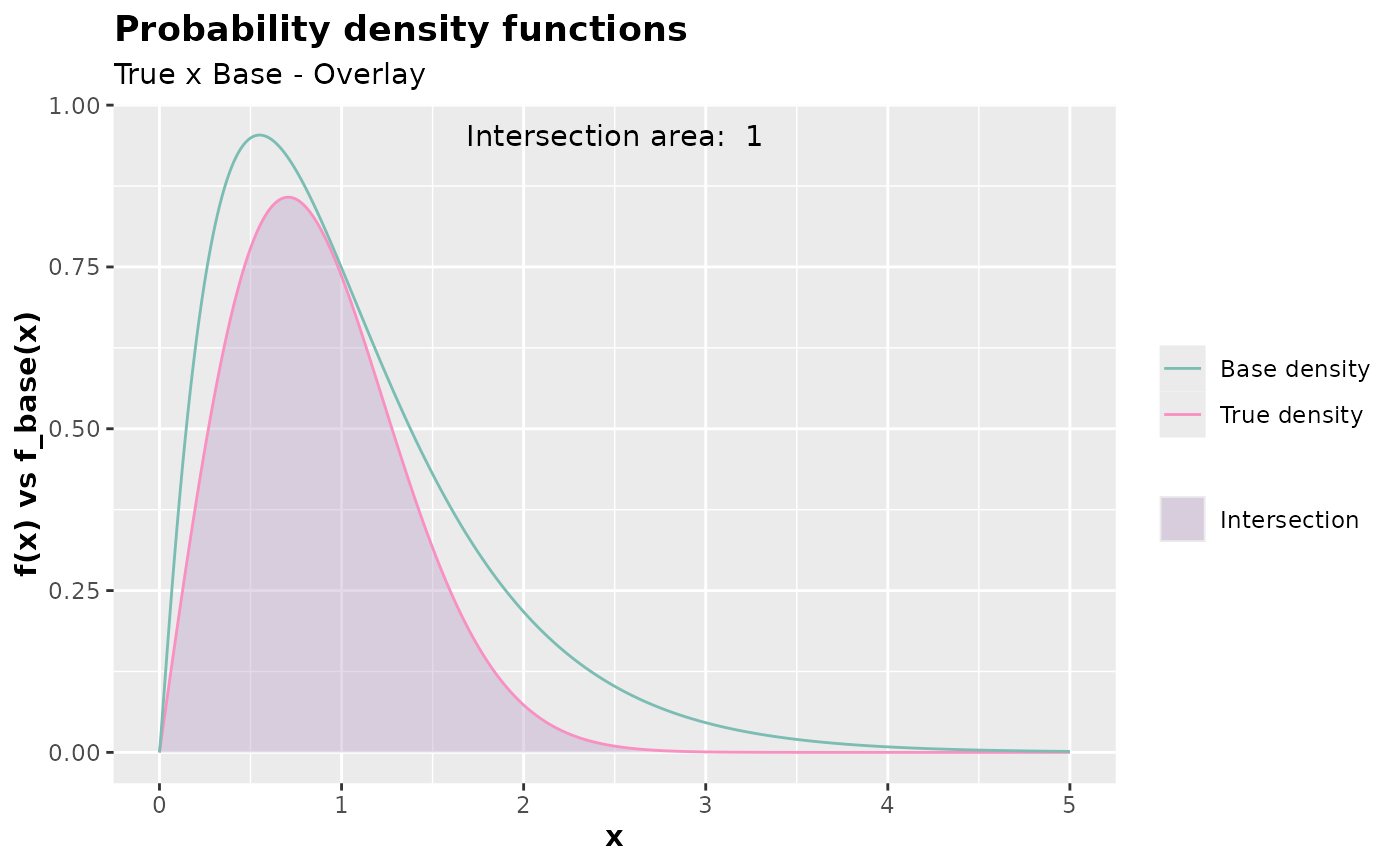 Probability density functions
True x Base - Overlay
Intersection area:  1
1.00
0.75
0.50
0.25
0.00
f(x) vs f_base(x)
0 1 2 3 4 5
x
Base density
True density
Intersection